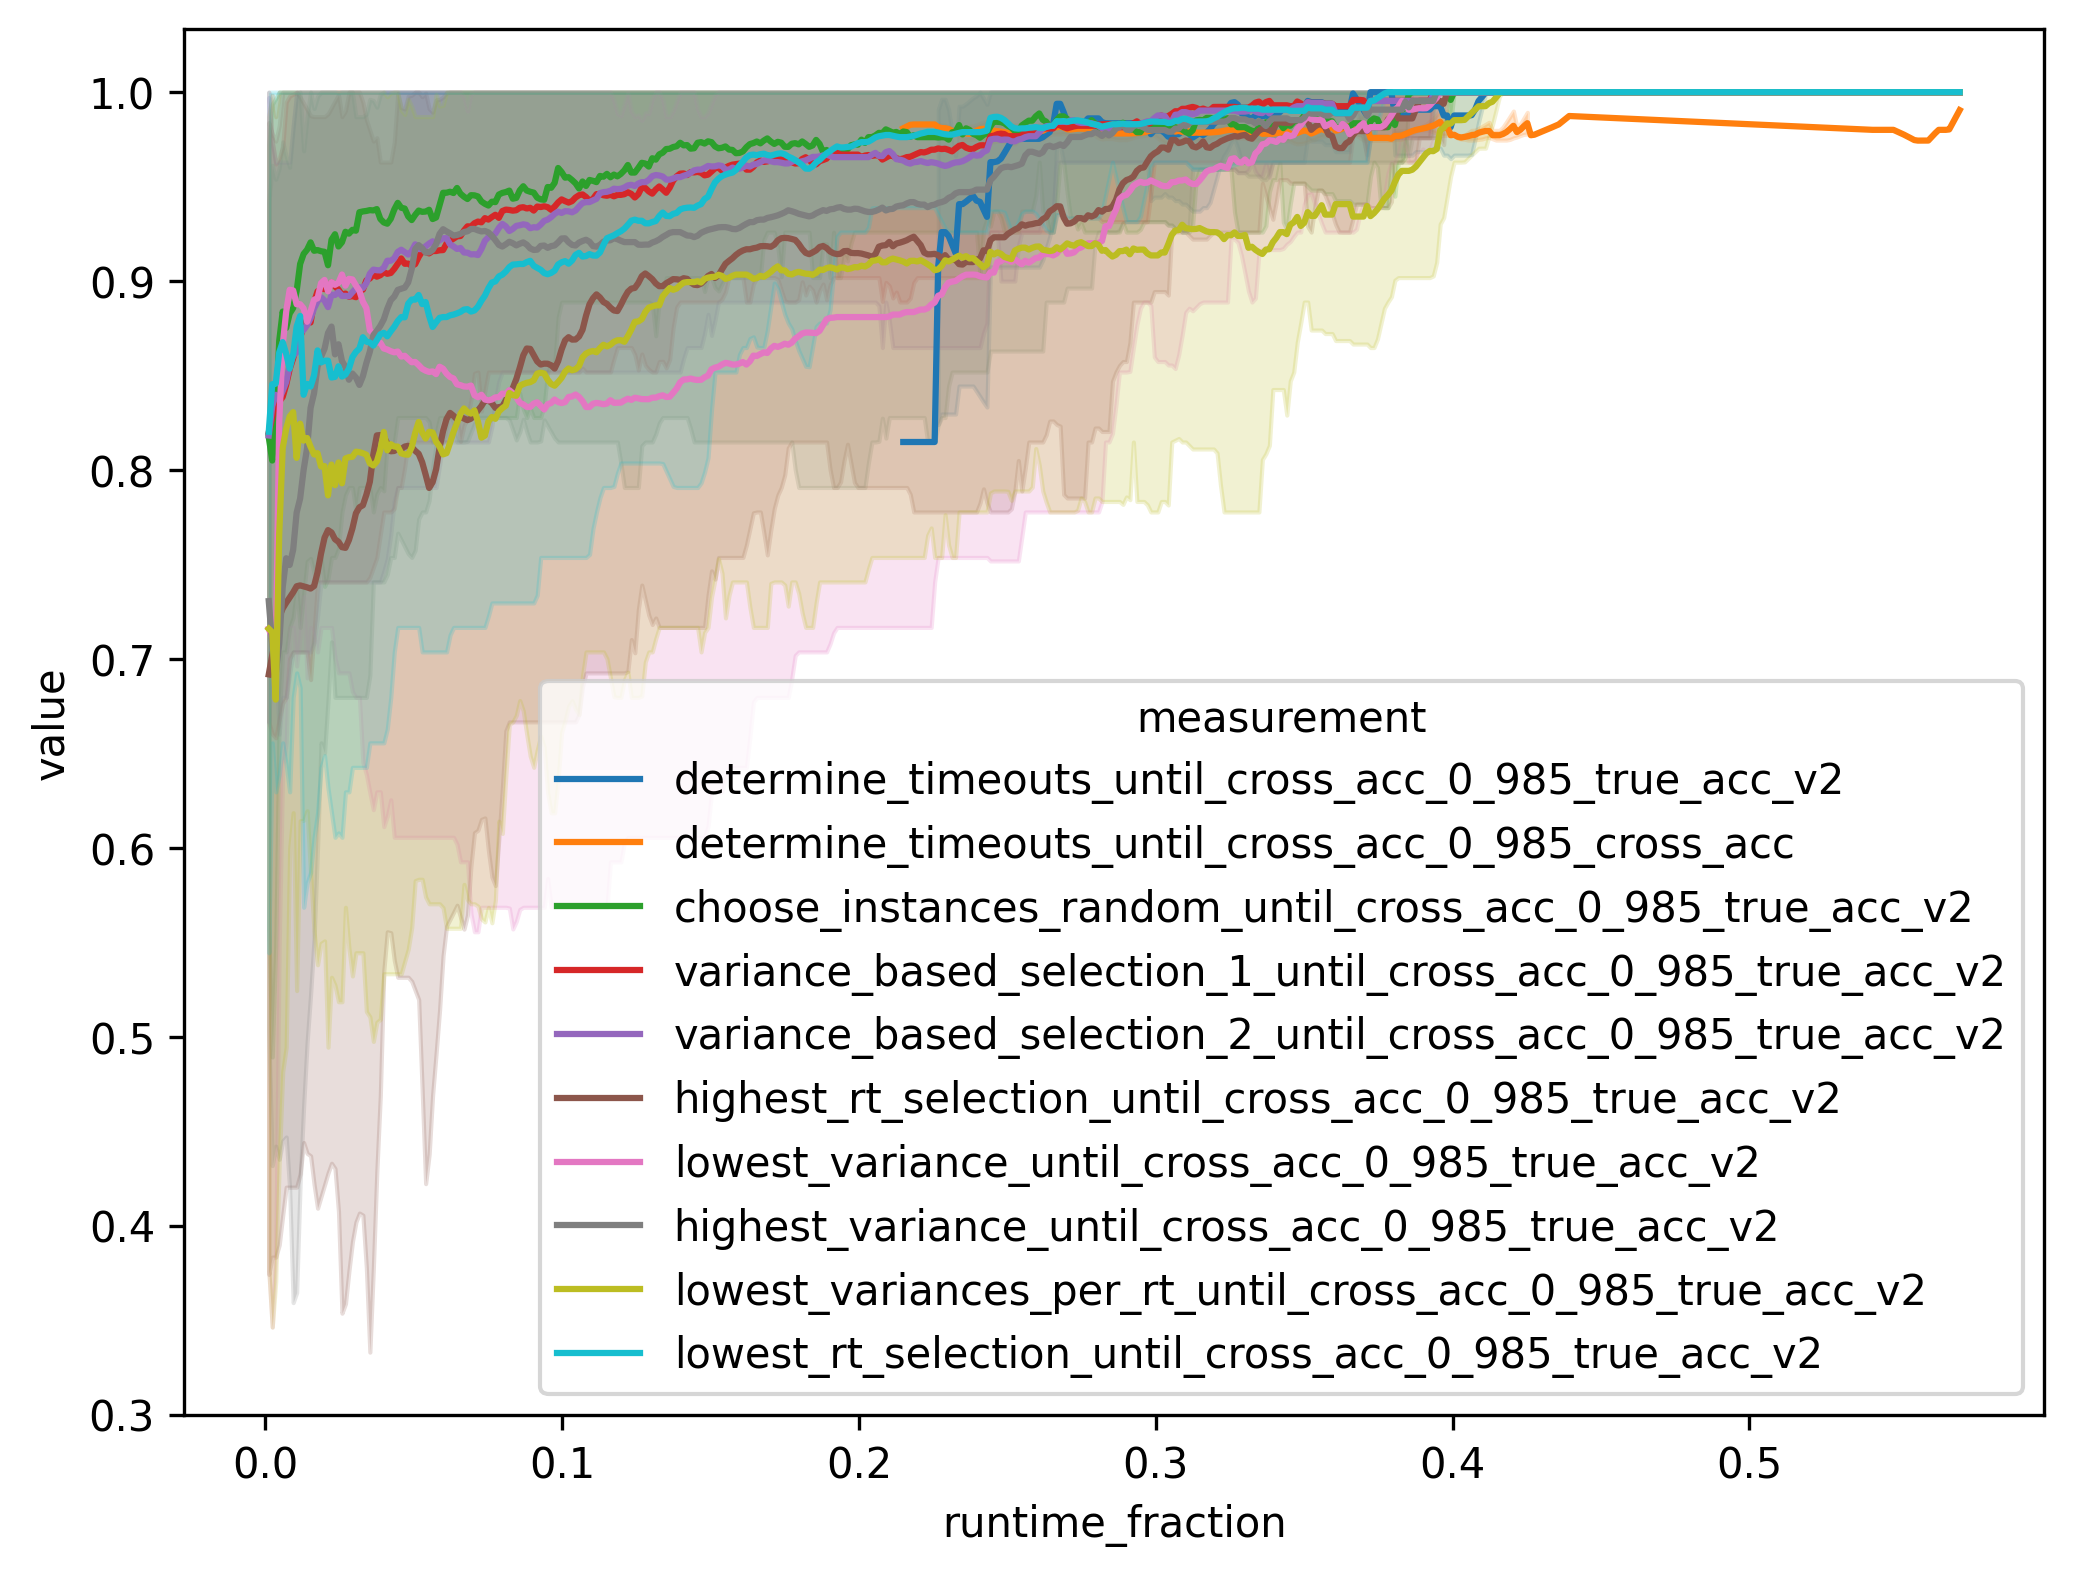 1.0
0.9
0.8
0.7
0.6
0.5
0.4
0.3
value
measurement
determine_timeouts_until_cross_acc_0_985_true_acc_v2
determine_timeouts_until_cross_acc_0_985_cross_acc
choose_instances_random_until_cross_acc_0_985_true_acc_v2
variance_based_selection_1_until_cross_acc_0_985_true_acc_v2
variance_based_selection_2_until_cross_acc_0_985_true_acc_v2
highest_rt_selection_until_cross_acc_0_985_true_acc_v2
lowest_variance_until_cross_acc_0_985_true_acc_v2
highest_variance_until_cross_acc_0_985_true_acc_v2
lowest_variances_per_rt_until_cross_acc_0_985_true_acc_v2
lowest_rt_selection_until_cross_acc_0_985_true_acc_v2
0.0 0.1 0.2 0.3 0.4 0.5
runtime_fraction